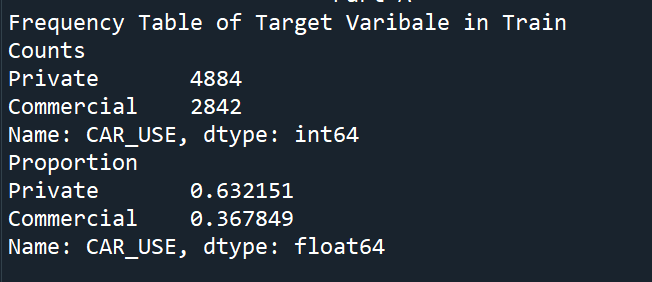 Frequency Table of Target Varibale in Train
Counts
Private 4884
Commercial 2842
Name: CAR_USE, dtype: int64
Proportion
Private 0.632151
Commercial 0.367849
Name: CAR_USE, dtype: float64